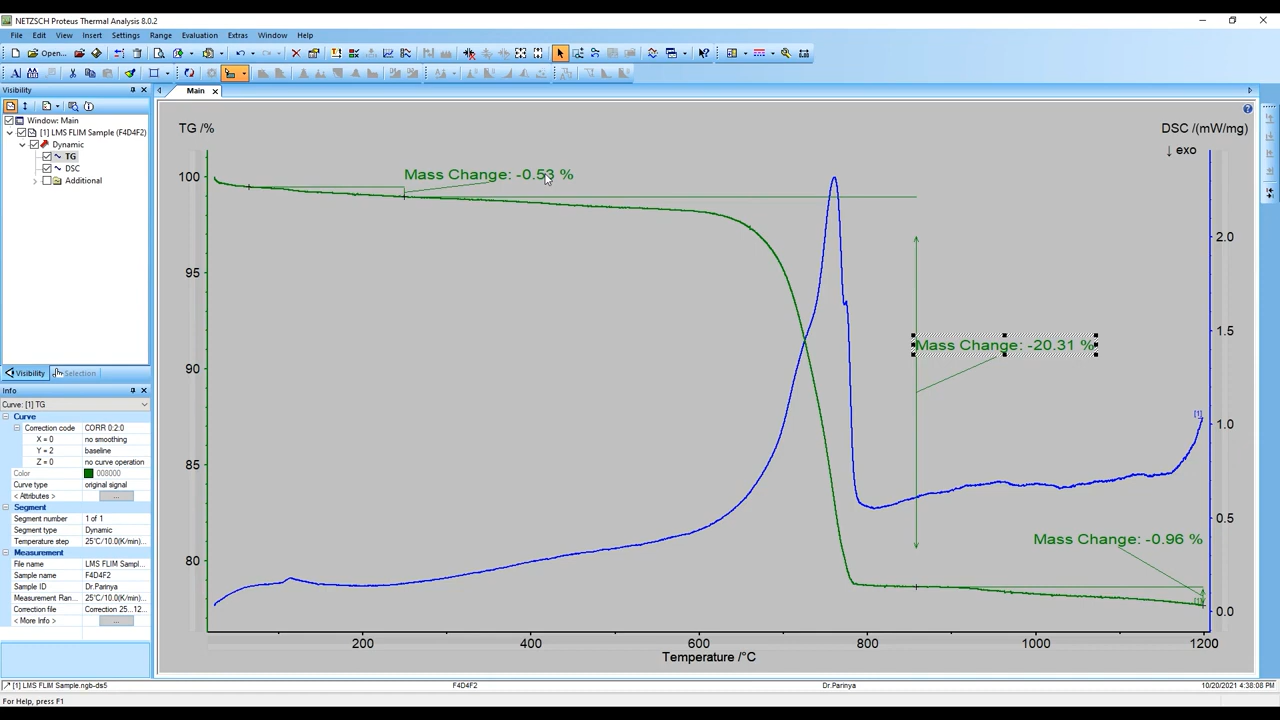 NETZSCH Proteus Thermal Analysis 8.0.2
File Edit View Insert Settings Range Evaluation Extras Window Help
Open...
Visibility
Main
Window: Main
[1] LMS FLIM Sample (F4D4F2)
Dynamic
TG
DSC
Additional
Visibility Selection
Info
Curve: [1] TG
Curve
Correction code CORR 0:2:0
X = 0 no smoothing
Y = 2 baseline
Z = 0 no curve operation
Color 008000
Curve type original signal
< Attributes > ...
Segment
Segment number 1 of 1
Segment type Dynamic
Temperature step 25°C/10.0(K/min)...
Measurement
File name LMS FLIM Sampl...
Sample name F4D4F2
Sample ID Dr.Parinya
Measurement Ran... 25°C/10.0(K/min)...
Correction file Correction 25...12...
< More Info > ...
TG /%
DSC /(mW/mg)
↓ exo
100
95
90
85
80
Mass Change: -0.53 %
Mass Change: -20.31 %
Mass Change: -0.96 %
[1]
[1]
2.0
1.5
1.0
0.5
0.0
200 400 600 800 1000 1200
Temperature /°C
[1] LMS FLIM Sample.ngb-ds5 F4D4F2 Dr.Parinya 10/20/2021 4:38:08 PM
For Help, press F1